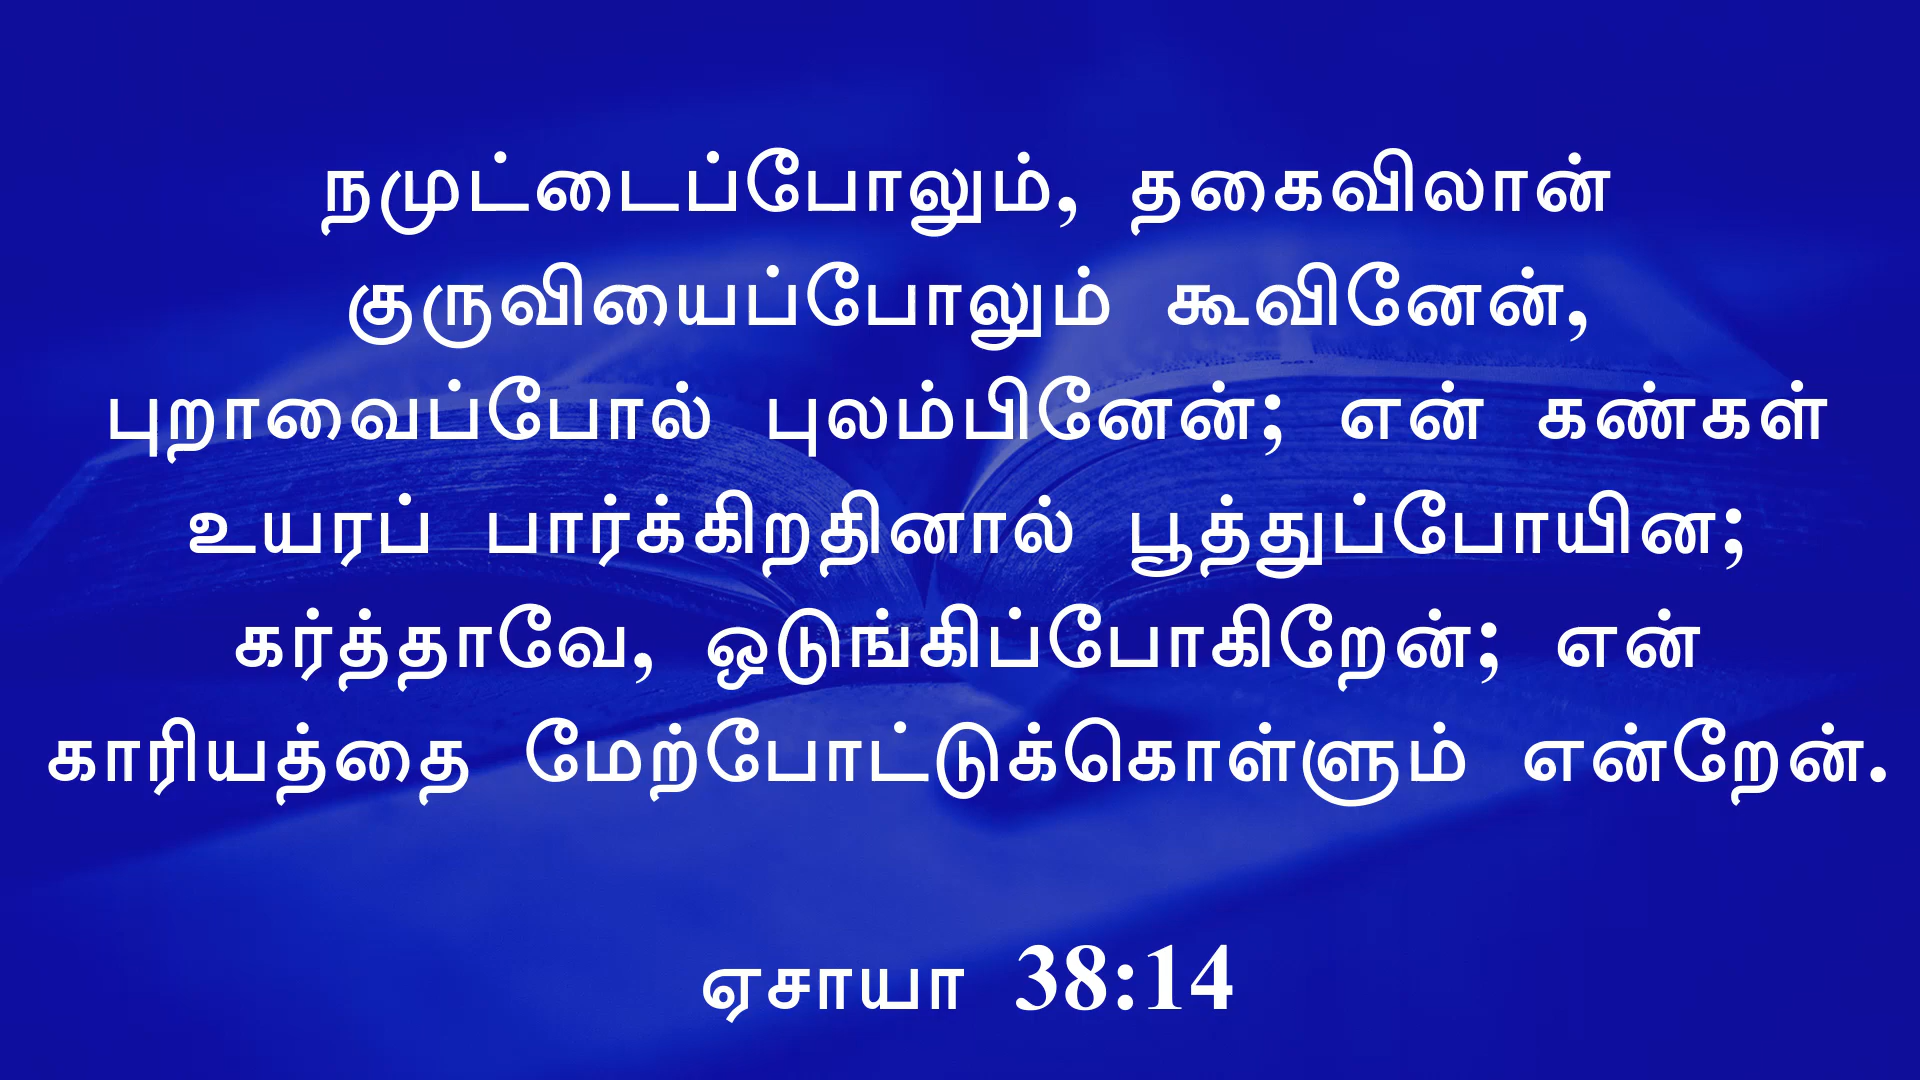 நமுட்டைப்போலும், தகைவிலான்
குருவியைப்போலும் கூவினேன்,
புறாவைப்போல் புலம்பினேன்; என் கண்கள்
உயரப் பார்க்கிறதினால் பூத்துப்போயின;
கர்த்தாவே, ஒடுங்கிப்போகிறேன்; என்
காரியத்தை மேற்போட்டுக்கொள்ளும் என்றேன்.
ஏசாயா 38:14